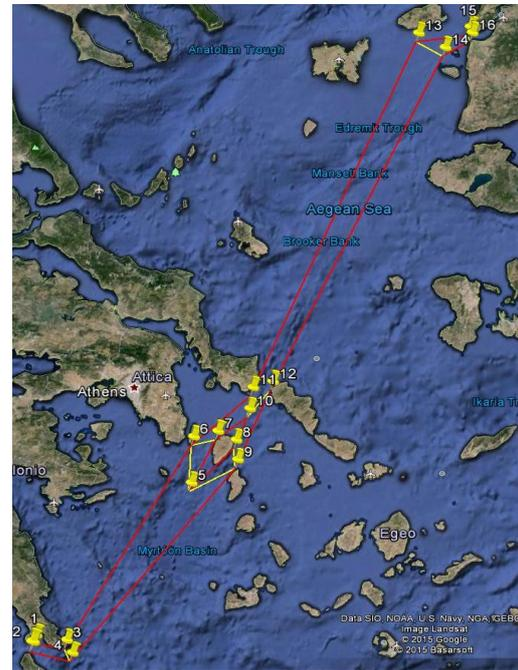 15
13
16
14
Anatolian Trough
Edremit Trough
Manseli Bank
Aegean Sea
Brooker Bank
11
12
Attica
Athens
10
7
6
8
9
5
Ionio
Egeo
Myrtoon Basin
1
2
3
4
Data SIO, NOAA, U.S. Navy, NGA, GEBC
Image Landsat
© 2015 Google
© 2015 Basarsoft